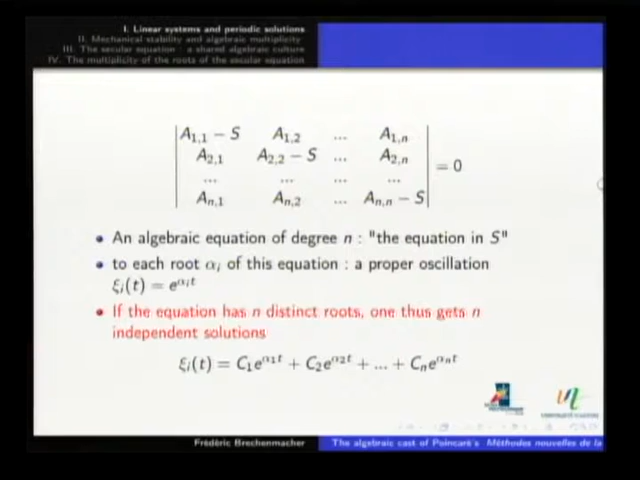 I. Linear systems and periodic solutions
II. Mechanical stability and algebraic multiplicity
III. The secular equation : a shared algebraic culture
IV. The multiplicity of the roots of the secular equation
A1,1 − S A1,2 ... A1,n
A2,1 A2,2 − S ... A2,n
... ... ... ...
An,1 An,2 ... An,n − S
= 0
An algebraic equation of degree n : "the equation in S"
to each root αi of this equation : a proper oscillation
ξi(t) = e^αit
If the equation has n distinct roots, one thus gets n
independent solutions
ξi(t) = C1e^α1t + C2e^α2t + ... + Cne^αnt
Frédéric Brechenmacher
The algebraic cast of Poincaré's Méthodes nouvelles de la